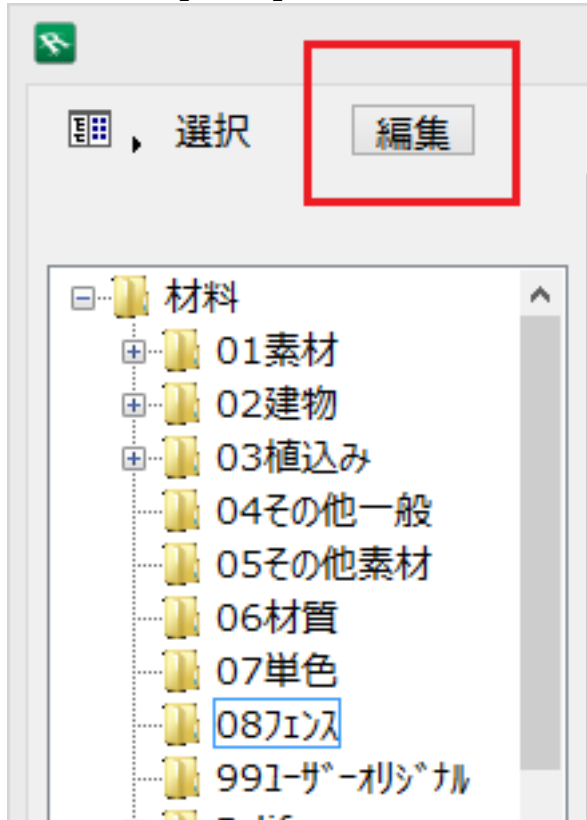 選択 編集
材料
01素材
02建物
03植込み
04その他一般
05その他素材
06材質
07単色
08ﾌｪﾝｽ
99ﾕｰｻﾞｰｵﾘｼﾞﾅﾙ